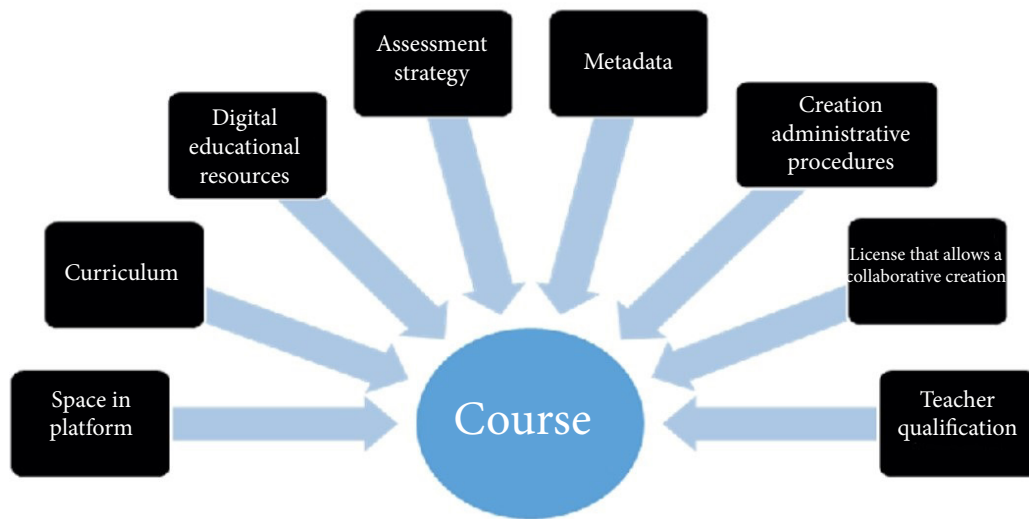 Assessment
strategy
Metadata
Digital
educational
resources
Creation
administrative
procedures
Curriculum
License that allows a
collaborative creation
Space in
platform
Course
Teacher
qualification